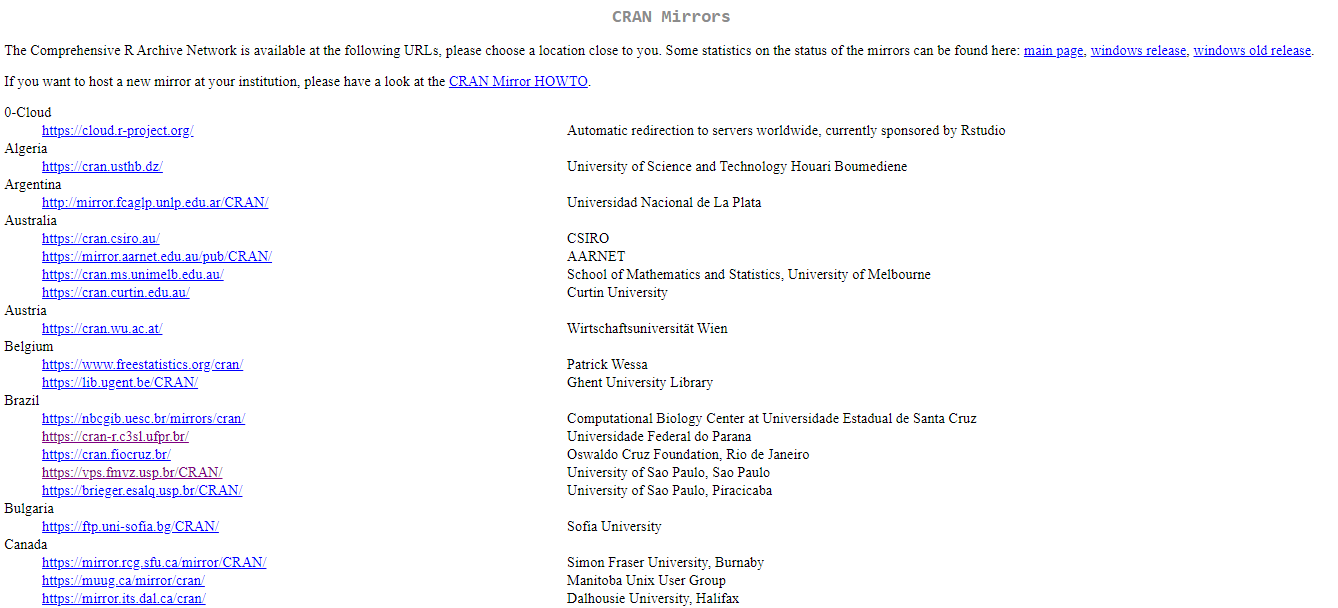 CRAN Mirrors
The Comprehensive R Archive Network is available at the following URLs, please choose a location close to you. Some statistics on the status of the mirrors can be found here: main page, windows release, windows old release.
If you want to host a new mirror at your institution, please have a look at the CRAN Mirror HOWTO.
0-Cloud
https://cloud.r-project.org/ Automatic redirection to servers worldwide, currently sponsored by Rstudio
Algeria
https://cran.usthb.dz/ University of Science and Technology Houari Boumediene
Argentina
http://mirror.fcaglp.unlp.edu.ar/CRAN/ Universidad Nacional de La Plata
Australia
https://cran.csiro.au/ CSIRO
https://mirror.aarnet.edu.au/pub/CRAN/ AARNET
https://cran.ms.unimelb.edu.au/ School of Mathematics and Statistics, University of Melbourne
https://cran.curtin.edu.au/ Curtin University
Austria
https://cran.wu.ac.at/ Wirtschaftsuniversität Wien
Belgium
https://www.freestatistics.org/cran/ Patrick Wessa
https://lib.ugent.be/CRAN/ Ghent University Library
Brazil
https://nbcgib.uesc.br/mirrors/cran/ Computational Biology Center at Universidade Estadual de Santa Cruz
https://cran-r.c3sl.ufpr.br/ Universidade Federal do Parana
https://cran.fiocruz.br/ Oswaldo Cruz Foundation, Rio de Janeiro
https://vps.fmvz.usp.br/CRAN/ University of Sao Paulo, Sao Paulo
https://brieger.esalq.usp.br/CRAN/ University of Sao Paulo, Piracicaba
Bulgaria
https://ftp.uni-sofia.bg/CRAN/ Sofia University
Canada
https://mirror.rcg.sfu.ca/mirror/CRAN/ Simon Fraser University, Burnaby
https://muug.ca/mirror/cran/ Manitoba Unix User Group
https://mirror.its.dal.ca/cran/ Dalhousie University, Halifax